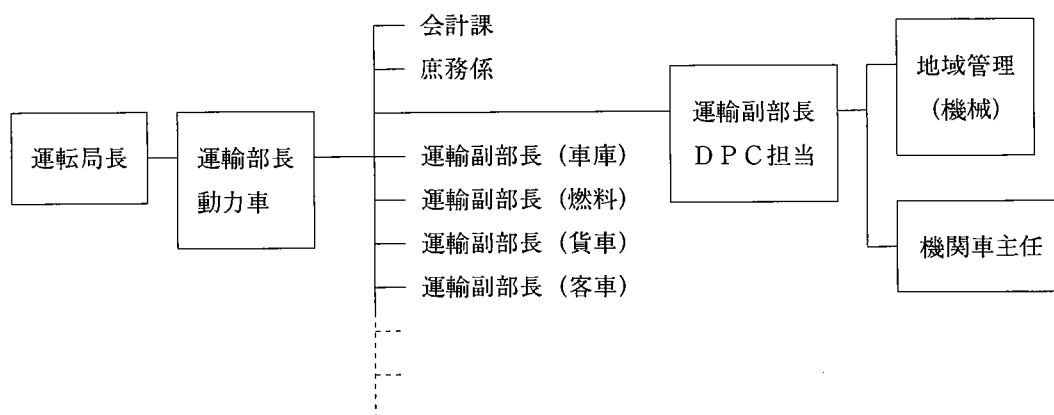 会計課
庶務係
運転局長
運輸部長
動力車
運輸副部長
DPC担当
地域管理
(機械)
運輸副部長(車庫)
運輸副部長(燃料)
運輸副部長(貨車)
運輸副部長(客車)
機関車主任